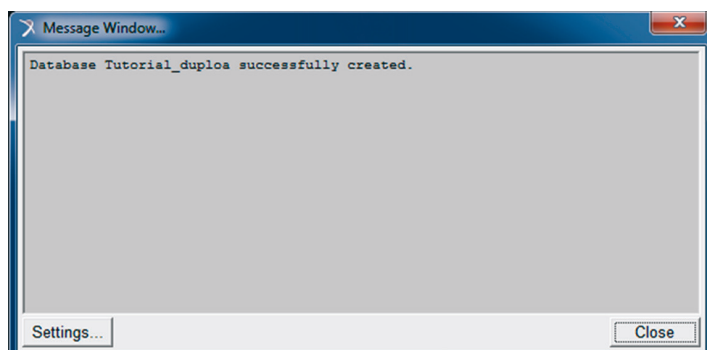 Message Window...
Database Tutorial_duploa successfully created.
Settings...
Close